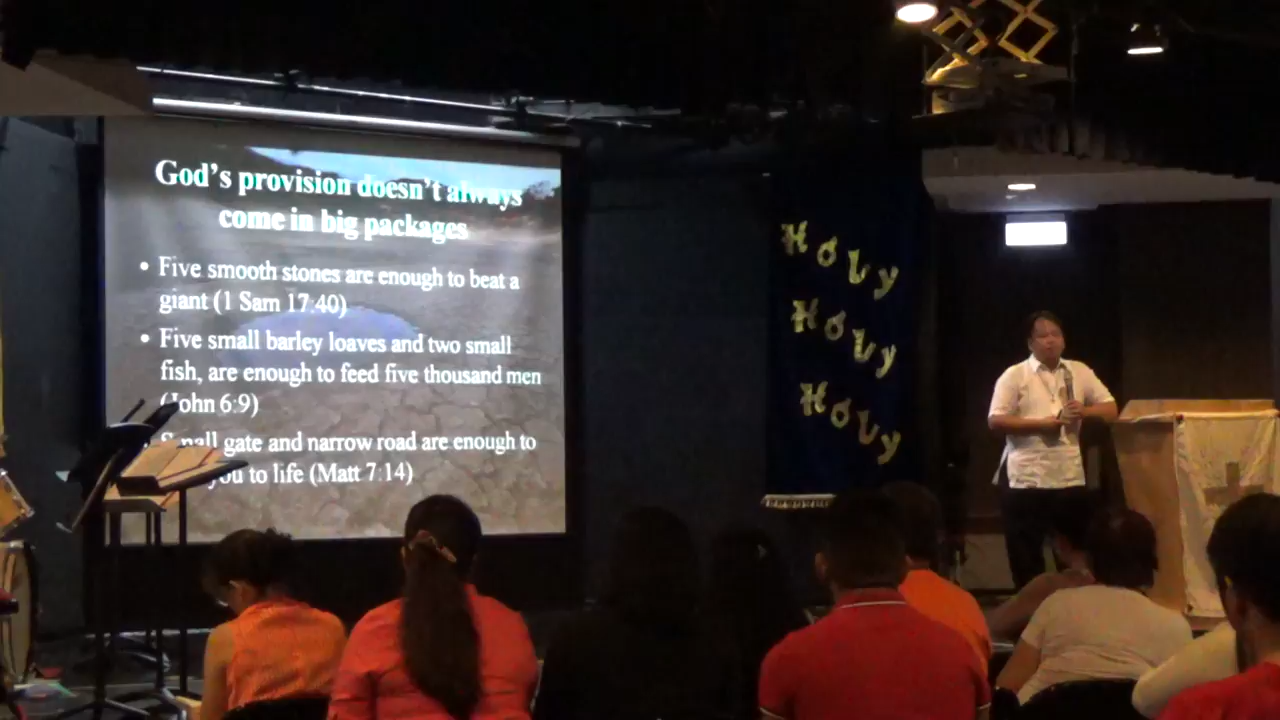 God's provision doesn't always
come in big packages
• Five smooth stones are enough to beat a
giant (1 Sam 17:40)
• Five small barley loaves and two small
fish, are enough to feed five thousand men
(John 6:9)
• Small gate and narrow road are enough to
you to life (Matt 7:14)
Holy
Holy
Holy